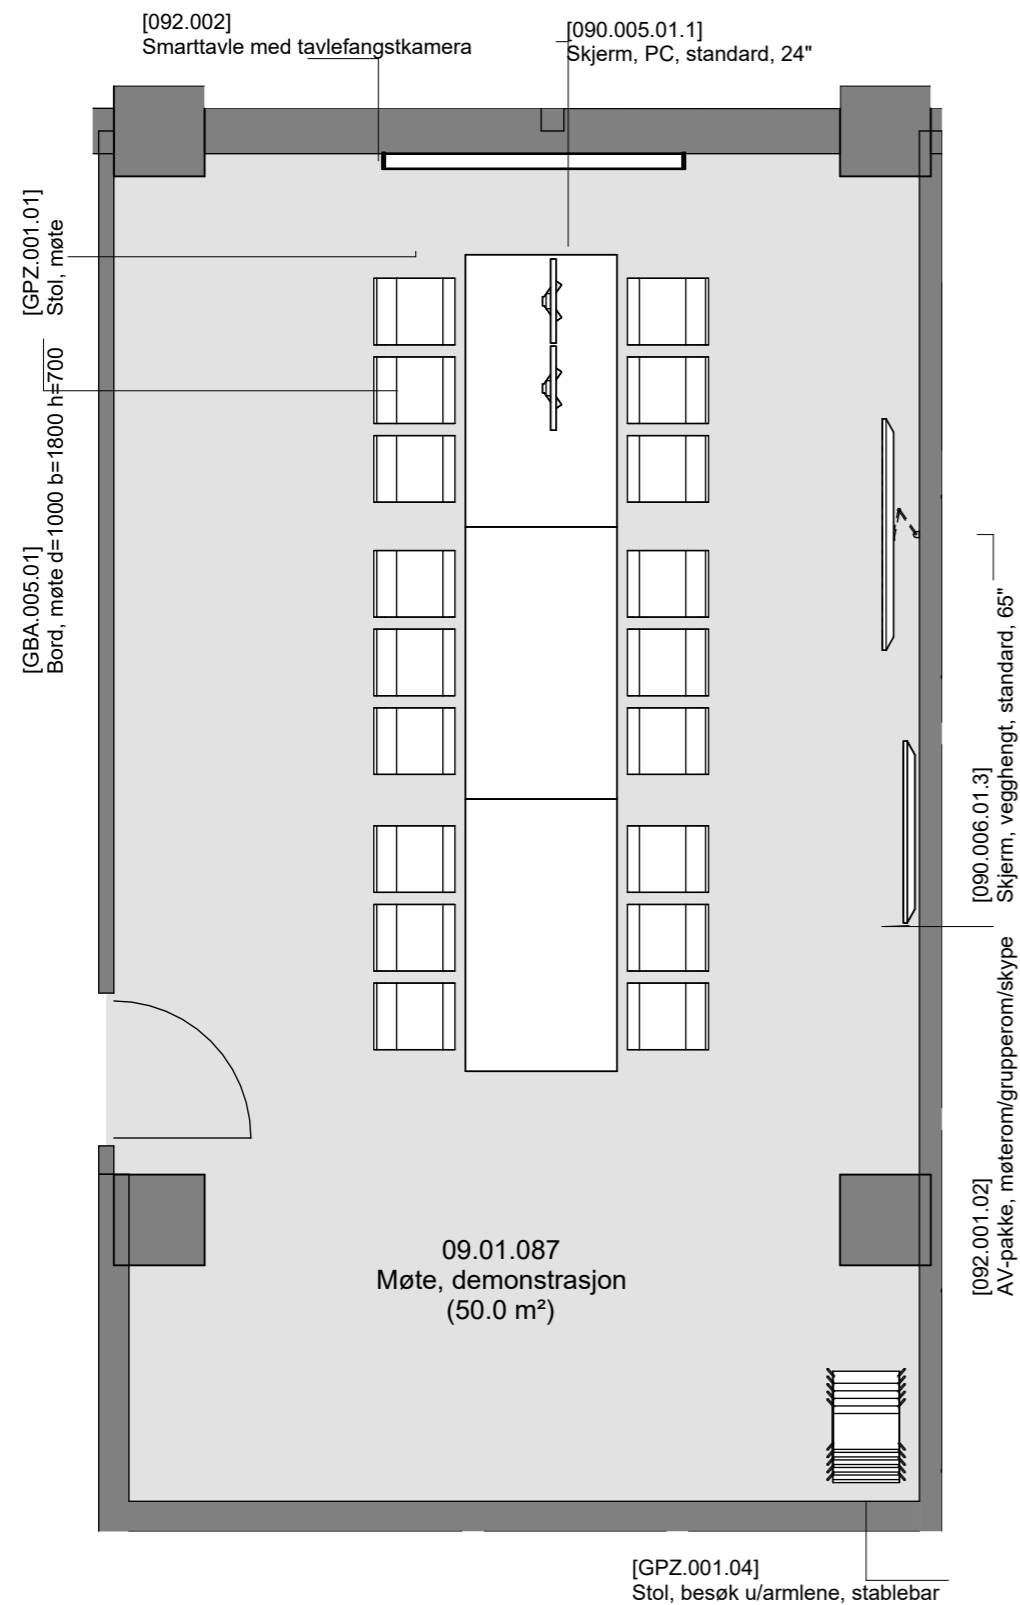 [092.002]
Smarttavle med tavlefangstkamera
[090.005.01.1]
Skjerm, PC, standard, 24"
[GPZ.001.01]
Stol, møte
[GBA.005.01]
Bord, møte d=1000 b=1800 h=700
[090.006.01.3]
Skjerm, vegghengt, standard, 65"
[092.001.02]
AV-pakke, møterom/grupperom/skype
09.01.087
Møte, demonstrasjon
(50.0 m²)
[GPZ.001.04]
Stol, besøk u/armlene, stablebar